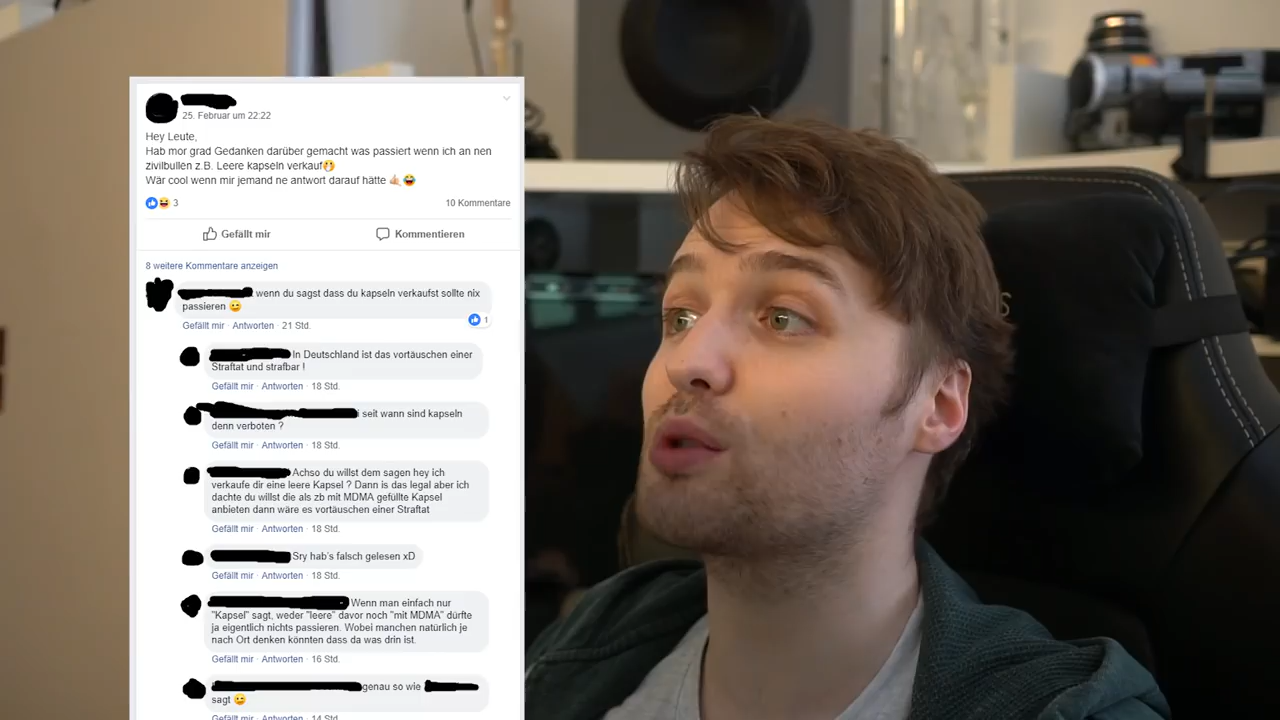 25. Februar um 22:22
Hey Leute,
Hab mor grad Gedanken darüber gemacht was passiert wenn ich an nen
zivilbullen z.B. Leere kapseln verkauf🤭
Wär cool wenn mir jemand ne antwort darauf hätte 👍🏻😂
3
10 Kommentare
Gefällt mir
Kommentieren
8 weitere Kommentare anzeigen
wenn du sagst dass du kapseln verkaufst sollte nix
passieren 😉
Gefällt mir · Antworten · 21 Std.
1
In Deutschland ist das vortäuschen einer
Straftat und strafbar !
Gefällt mir · Antworten · 18 Std.
seit wann sind kapseln
denn verboten ?
Gefällt mir · Antworten · 18 Std.
Achso du willst dem sagen hey ich
verkaufe dir eine leere Kapsel ? Dann is das legal aber ich
dachte du willst die als zb mit MDMA gefüllte Kapsel
anbieten dann wäre es vortäuschen einer Straftat
Gefällt mir · Antworten · 18 Std.
Sry hab's falsch gelesen xD
Gefällt mir · Antworten · 18 Std.
Wenn man einfach nur
"Kapsel" sagt, weder "leere" davor noch "mit MDMA" dürfte
ja eigentlich nichts passieren. Wobei manchen natürlich je
nach Ort denken könnten dass da was drin ist.
Gefällt mir · Antworten · 16 Std.
genau so wie
sagt 😉
Gefällt mir · Antworten · 14 Std.